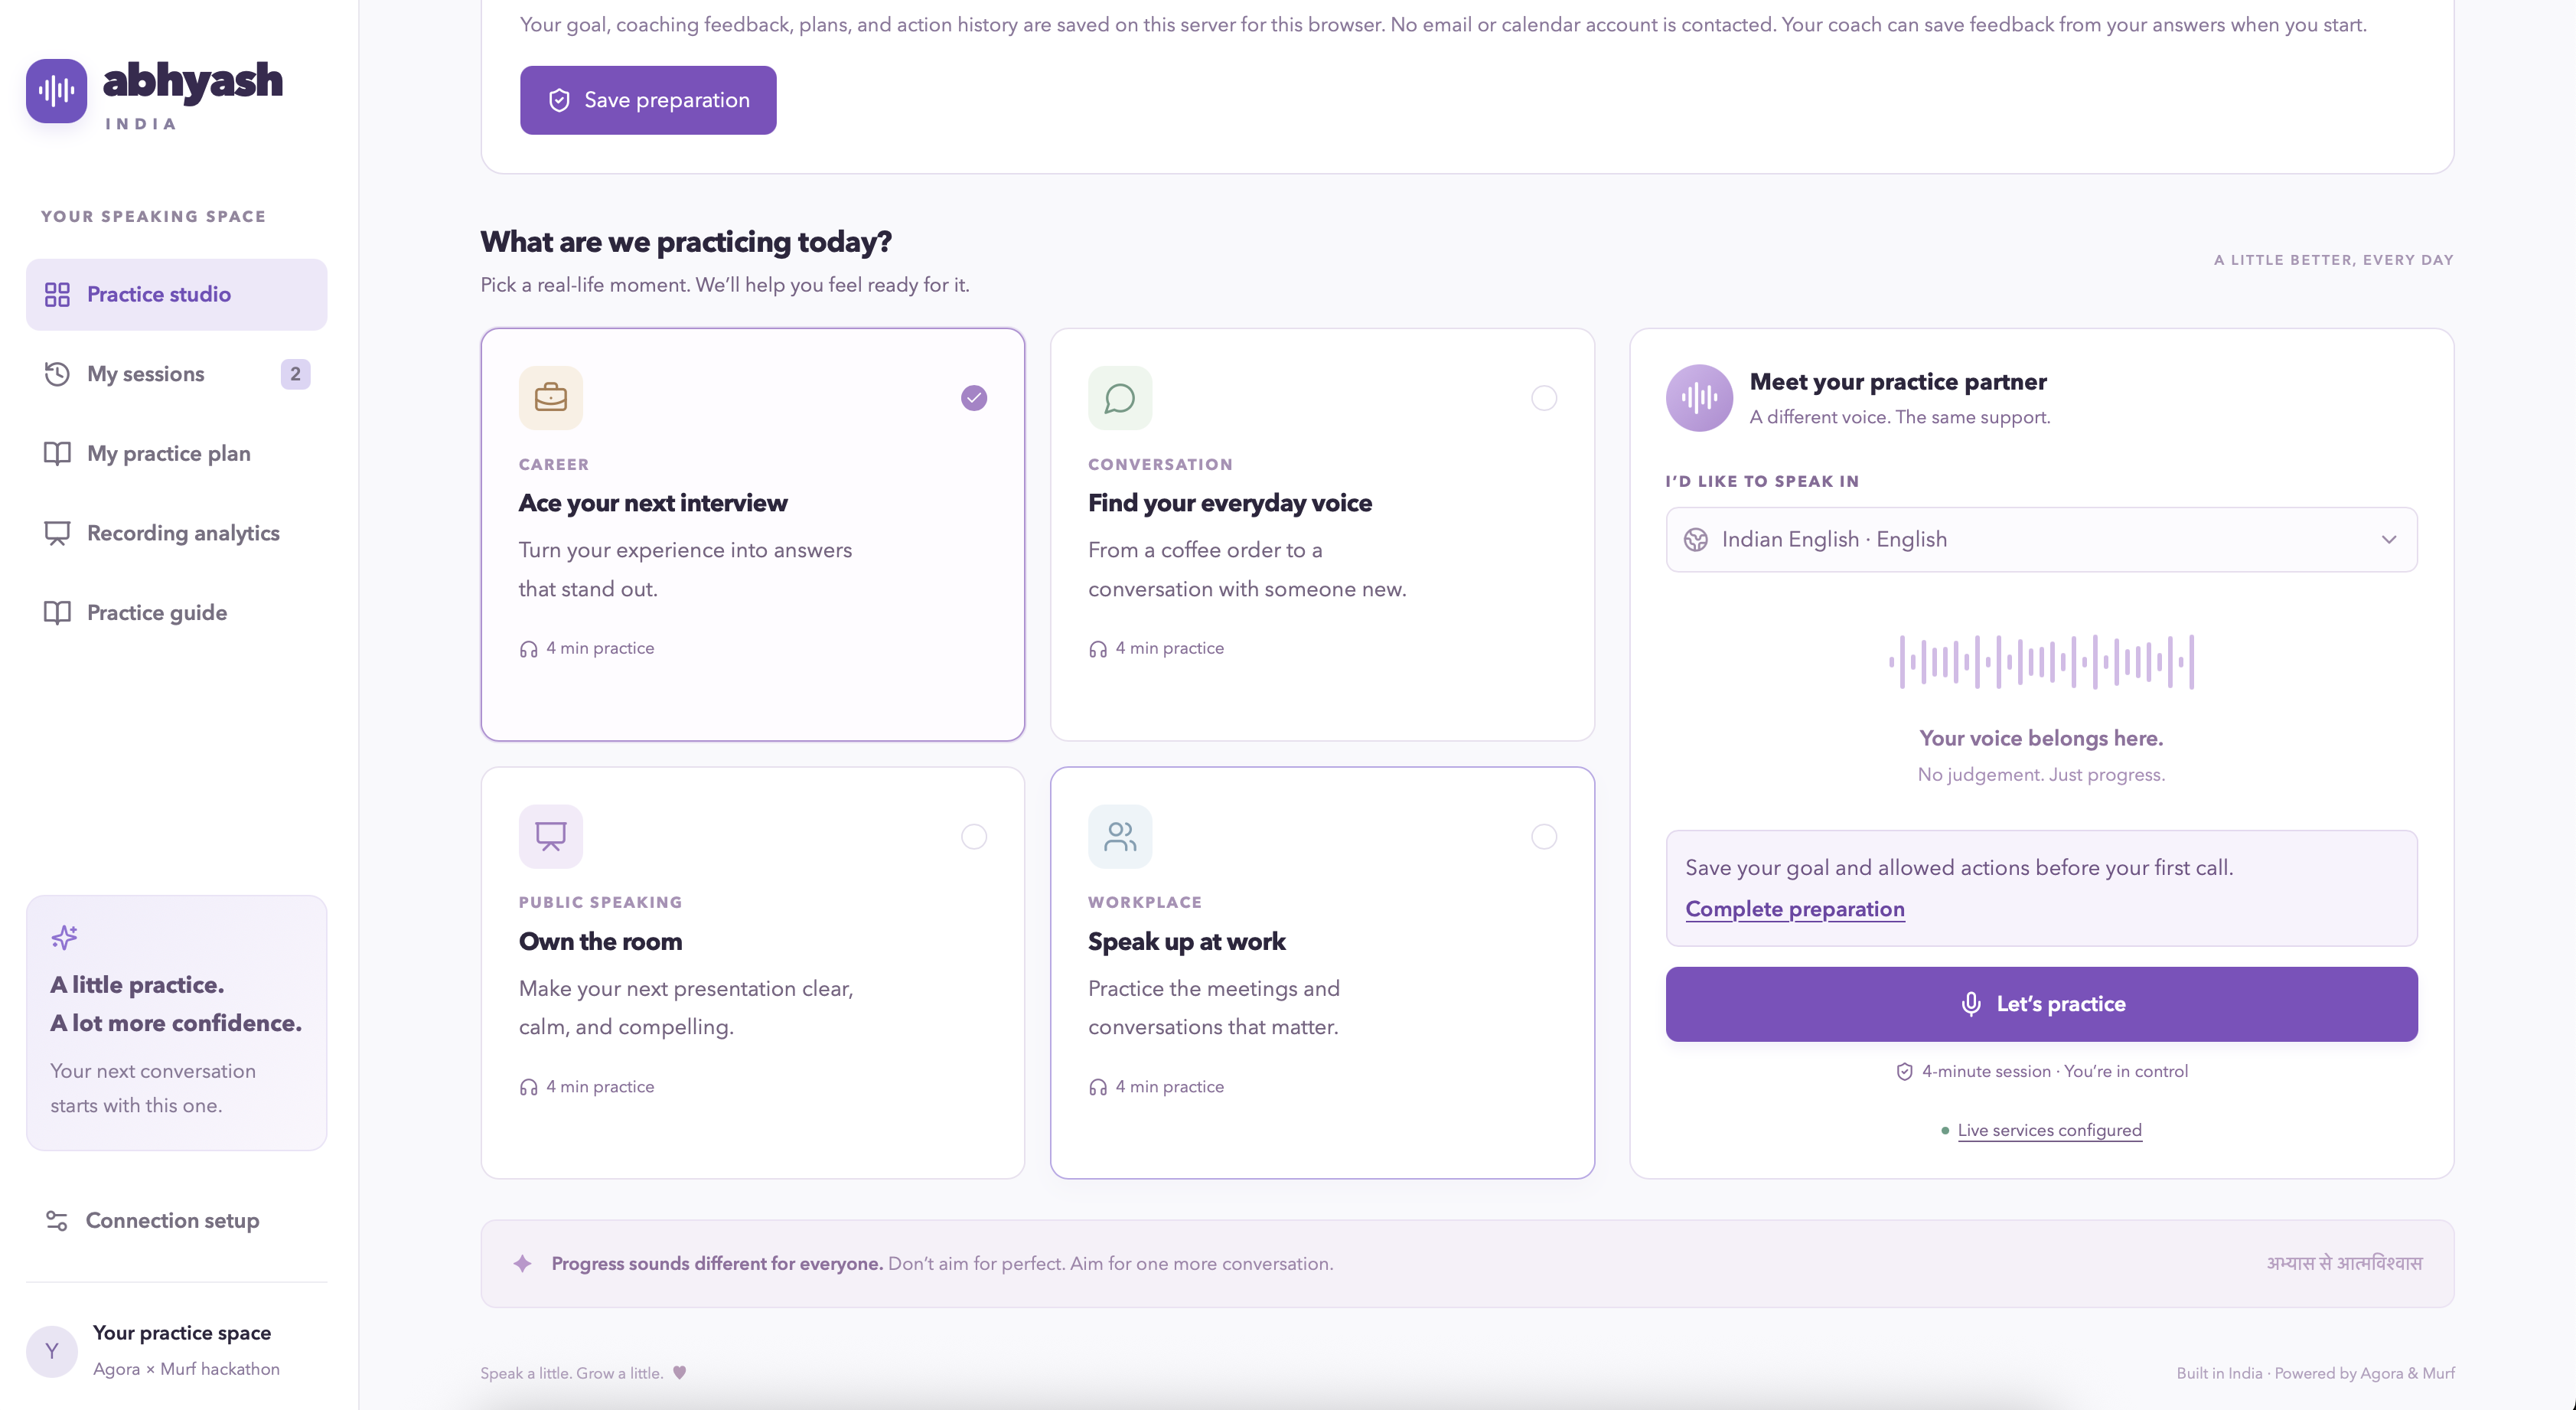 abhyash
INDIA
YOUR SPEAKING SPACE
Practice studio
My sessions 2
My practice plan
Recording analytics
Practice guide
A little practice.
A lot more confidence.
Your next conversation
starts with this one.
Connection setup
Y
Your practice space
Agora × Murf hackathon
Your goal, coaching feedback, plans, and action history are saved on this server for this browser. No email or calendar account is contacted. Your coach can save feedback from your answers when you start.
Save preparation
What are we practicing today?
Pick a real-life moment. We’ll help you feel ready for it.
A LITTLE BETTER, EVERY DAY
CAREER
Ace your next interview
Turn your experience into answers
that stand out.
4 min practice
CONVERSATION
Find your everyday voice
From a coffee order to a
conversation with someone new.
4 min practice
PUBLIC SPEAKING
Own the room
Make your next presentation clear,
calm, and compelling.
4 min practice
WORKPLACE
Speak up at work
Practice the meetings and
conversations that matter.
4 min practice
Meet your practice partner
A different voice. The same support.
I’D LIKE TO SPEAK IN
Indian English · English
Your voice belongs here.
No judgement. Just progress.
Save your goal and allowed actions before your first call.
Complete preparation
Let’s practice
4-minute session · You’re in control
Live services configured
Progress sounds different for everyone. Don’t aim for perfect. Aim for one more conversation.
अभ्यास से आत्मविश्वास
Speak a little. Grow a little.
Built in India · Powered by Agora & Murf